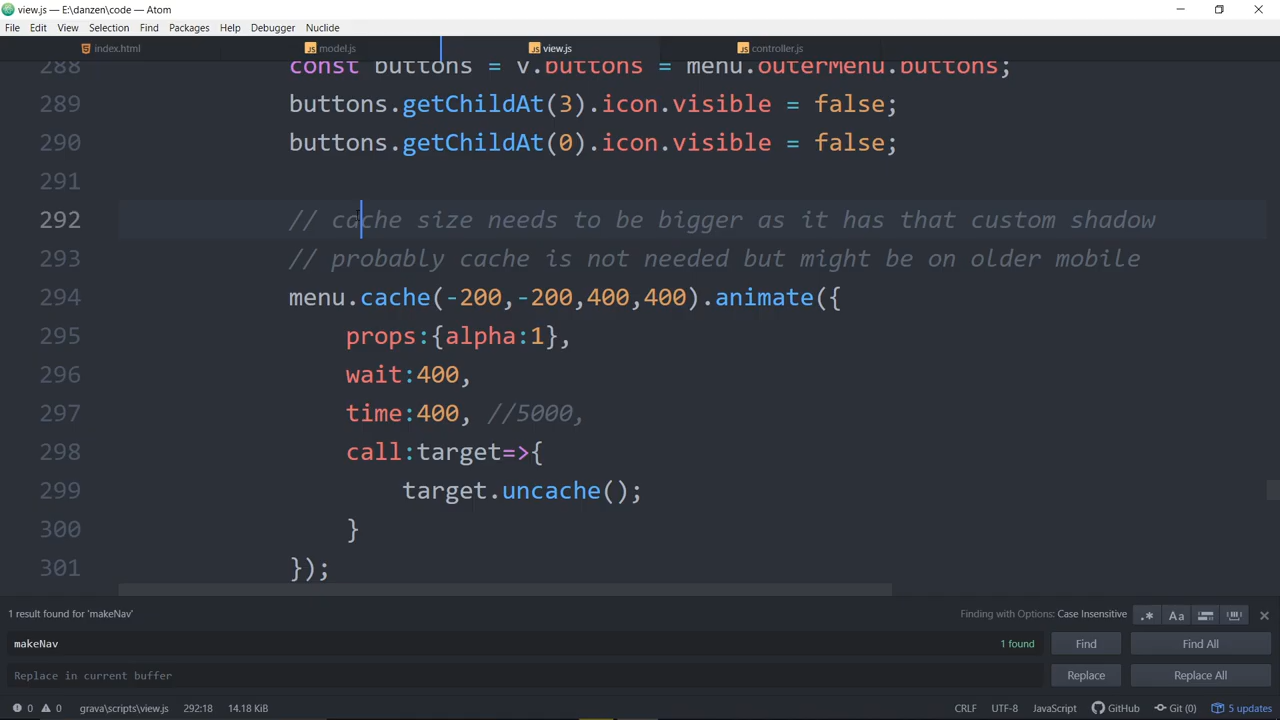 view.js — E:\danzen\code — Atom
File Edit View Selection Find Packages Help Debugger Nuclide
index.html model.js view.js controller.js
288 const buttons = v.buttons = menu.outerMenu.buttons;
289 buttons.getChildAt(3).icon.visible = false;
290 buttons.getChildAt(0).icon.visible = false;
291
292 // cache size needs to be bigger as it has that custom shadow
293 // probably cache is not needed but might be on older mobile
294 menu.cache(-200,-200,400,400).animate({
295 props:{alpha:1},
296 wait:400,
297 time:400, //5000,
298 call:target=>{
299 target.uncache();
300 }
301 });
1 result found for 'makeNav'
Finding with Options: Case Insensitive
.* Aa
makeNav 1 found Find Find All
Replace in current buffer Replace Replace All
0 0 grava\scripts\view.js 292:18 14.18 KiB CRLF UTF-8 JavaScript GitHub Git (0) 5 updates